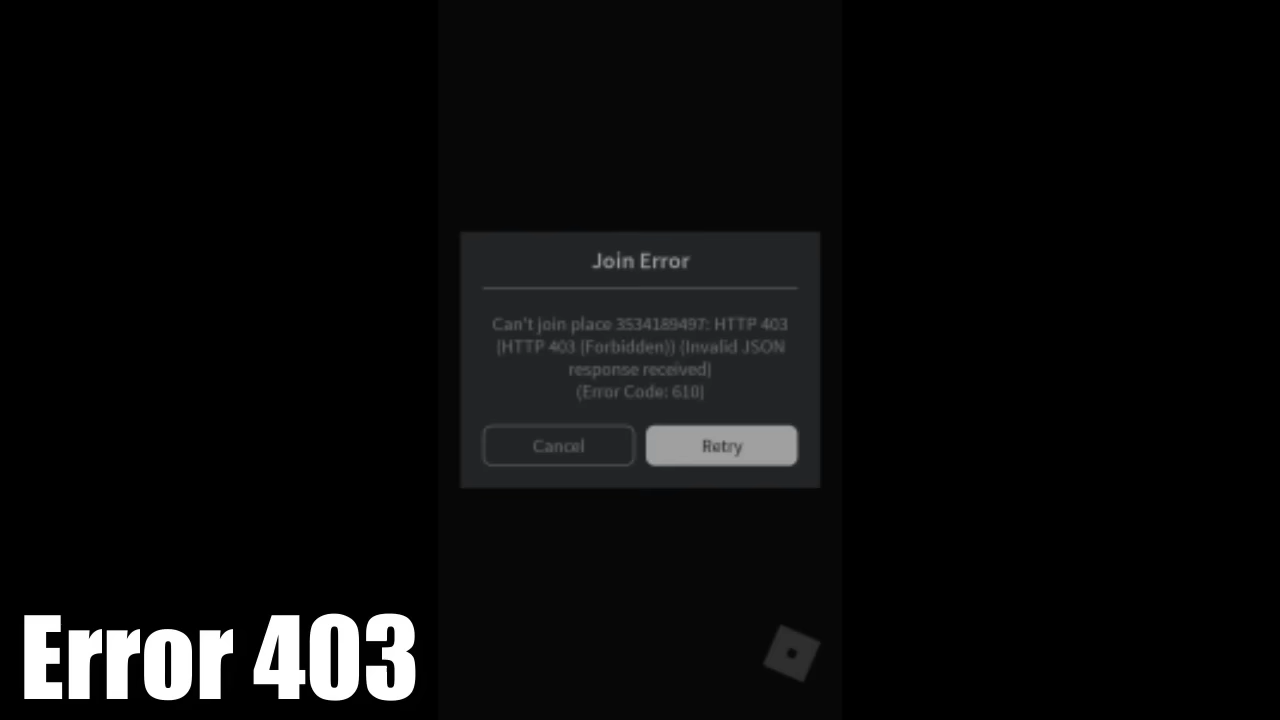 Join Error
Can't join place 3534189497: HTTP 403
(HTTP 403 (Forbidden)) (Invalid JSON
response received)
(Error Code: 610)
Cancel
Retry
Error 403